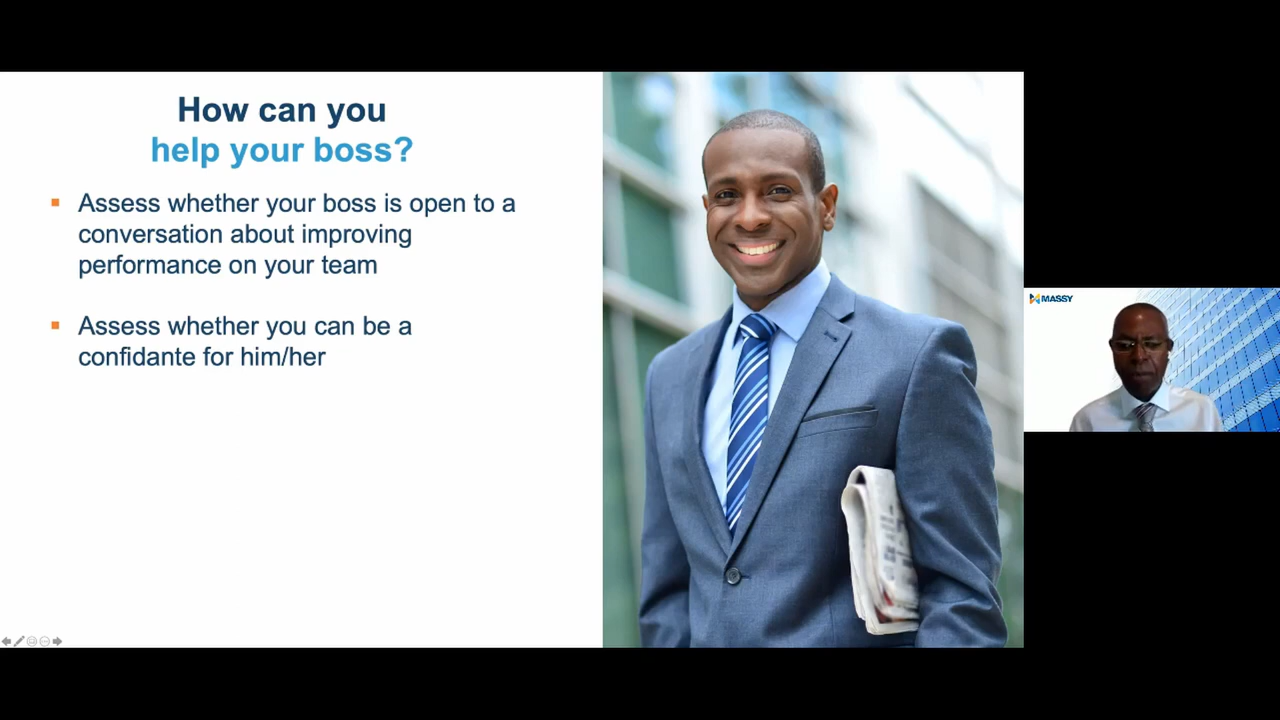 How can you
help your boss?
▪ Assess whether your boss is open to a
conversation about improving
performance on your team
▪ Assess whether you can be a
confidante for him/her
MASSY